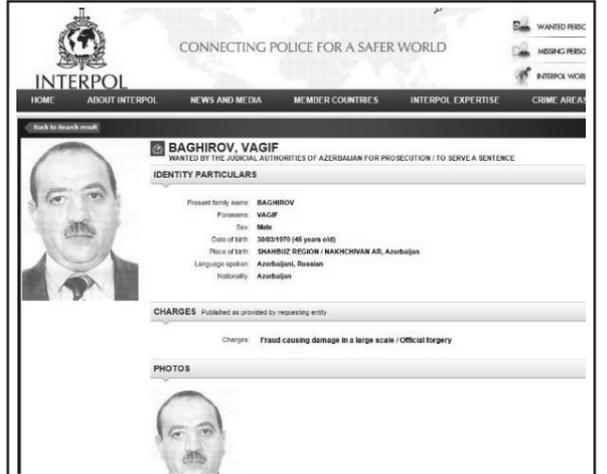 CONNECTING POLICE FOR A SAFER WORLD
WANTED PERSO
MISSING PERSO
INTERPOL WORL
INTERPOL
HOME ABOUT INTERPOL NEWS AND MEDIA MEMBER COUNTRIES INTERPOL EXPERTISE CRIME AREAS
Back to Search result
BAGHIROV, VAGIF
WANTED BY THE JUDICIAL AUTHORITIES OF AZERBAIJAN FOR PROSECUTION / TO SERVE A SENTENCE
IDENTITY PARTICULARS
Present family name: BAGHIROV
Forename: VAGIF
Sex: Male
Date of birth: 30/03/1970 (45 years old)
Place of birth: SHAHBUZ REGION / NAKHCHIVAN AR, Azerbaijan
Language spoken: Azerbaijani, Russian
Nationality: Azerbaijan
CHARGES Published as provided by requesting entity
Charges: Fraud causing damage in a large scale / Official forgery
PHOTOS